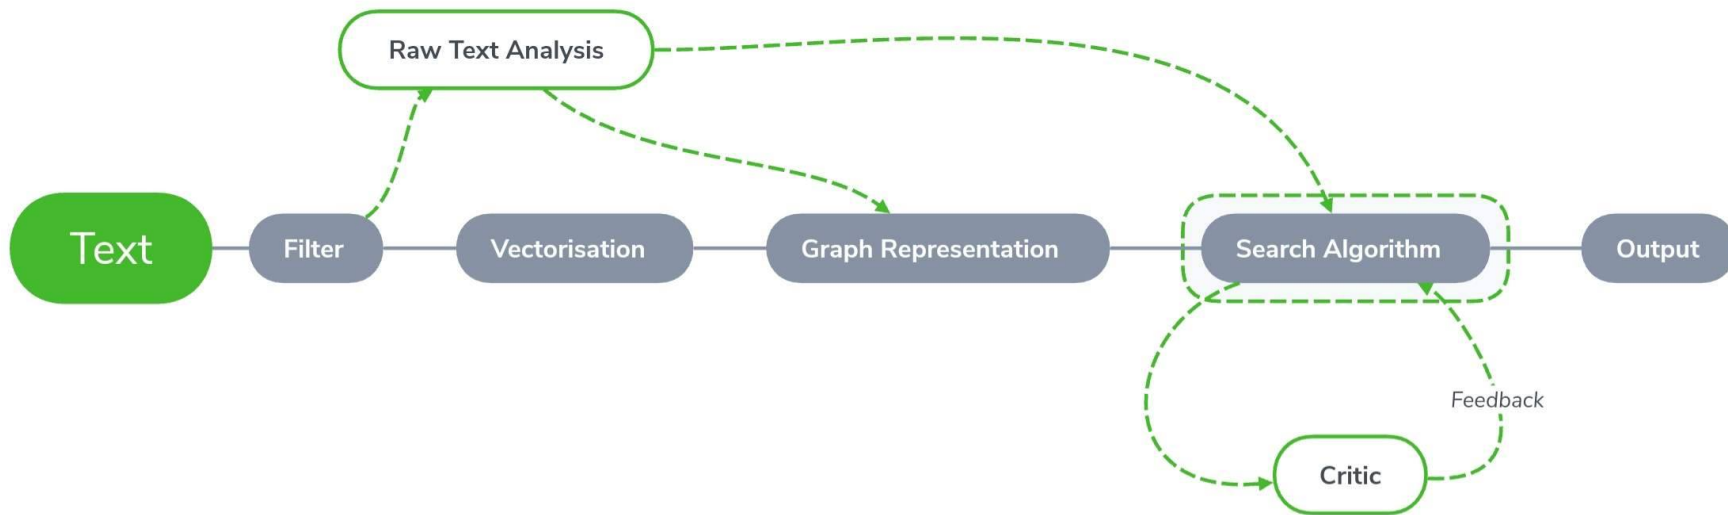 Raw Text Analysis
Text
Filter
Vectorisation
Graph Representation
Search Algorithm
Output
Feedback
Critic